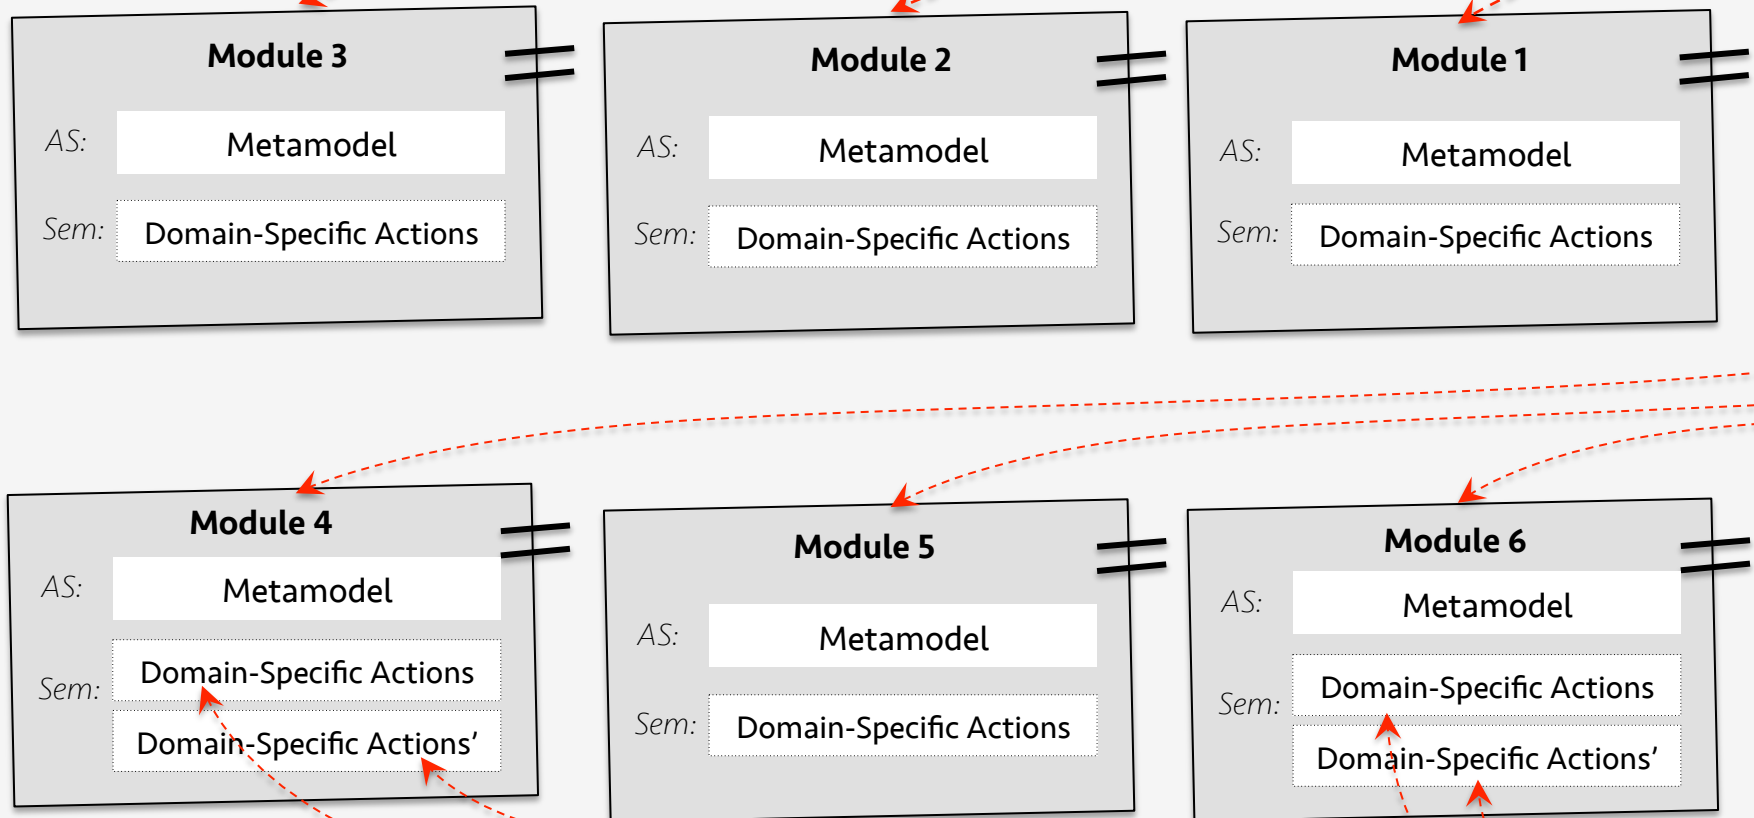 Module 3
AS:
Metamodel
Sem:
Domain-Specific Actions
Module 2
AS:
Metamodel
Sem:
Domain-Specific Actions
Module 1
AS:
Metamodel
Sem:
Domain-Specific Actions
Module 4
AS:
Metamodel
Sem:
Domain-Specific Actions
Domain-Specific Actions’
Module 5
AS:
Metamodel
Sem:
Domain-Specific Actions
Module 6
AS:
Metamodel
Sem:
Domain-Specific Actions
Domain-Specific Actions’